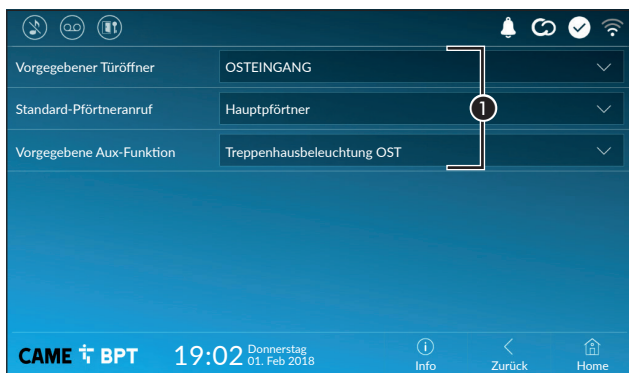 Vorgegebener Türöffner OSTEINGANG
Standard-Pförtneranruf Hauptpförtner
1
Vorgegebene Aux-Funktion Treppenhausbeleuchtung OST
CAME BPT 19:02 Donnerstag
01. Feb 2018
Info Zurück Home